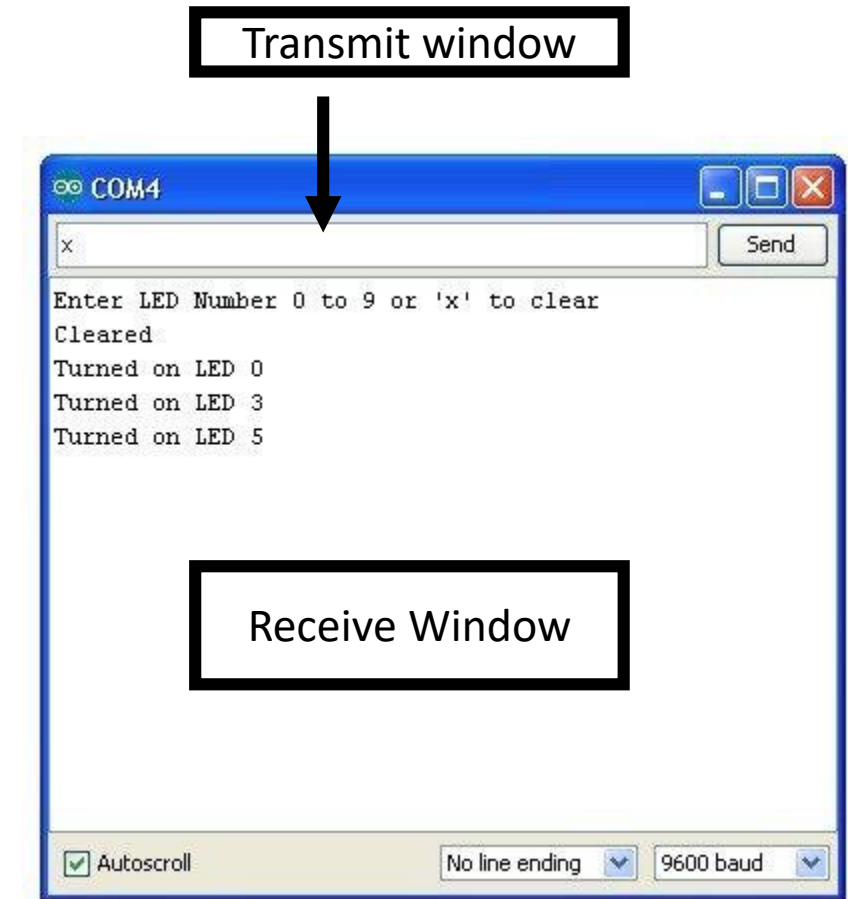 Transmit window
COM4
x
Send
Enter LED Number 0 to 9 or 'x' to clear
Cleared
Turned on LED 0
Turned on LED 3
Turned on LED 5
Receive Window
Autoscroll
No line ending
9600 baud